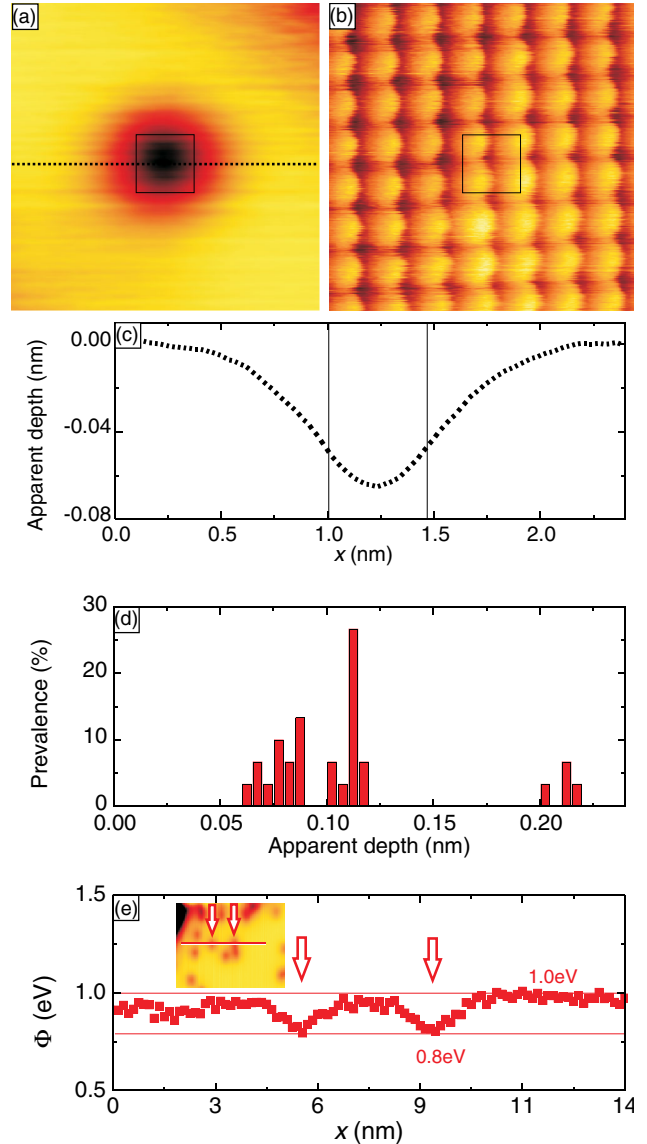 (a)
(b)
(c)
0.00
-0.04
-0.08
Apparent depth (nm)
0.0 0.5 1.0 1.5 2.0
x (nm)
(d)
30
20
10
0
Prevalence (%)
0.00 0.05 0.10 0.15 0.20
Apparent depth (nm)
(e)
1.5
1.0
0.5
Φ (eV)
1.0eV
0.8eV
0 3 6 9 11 14
x (nm)